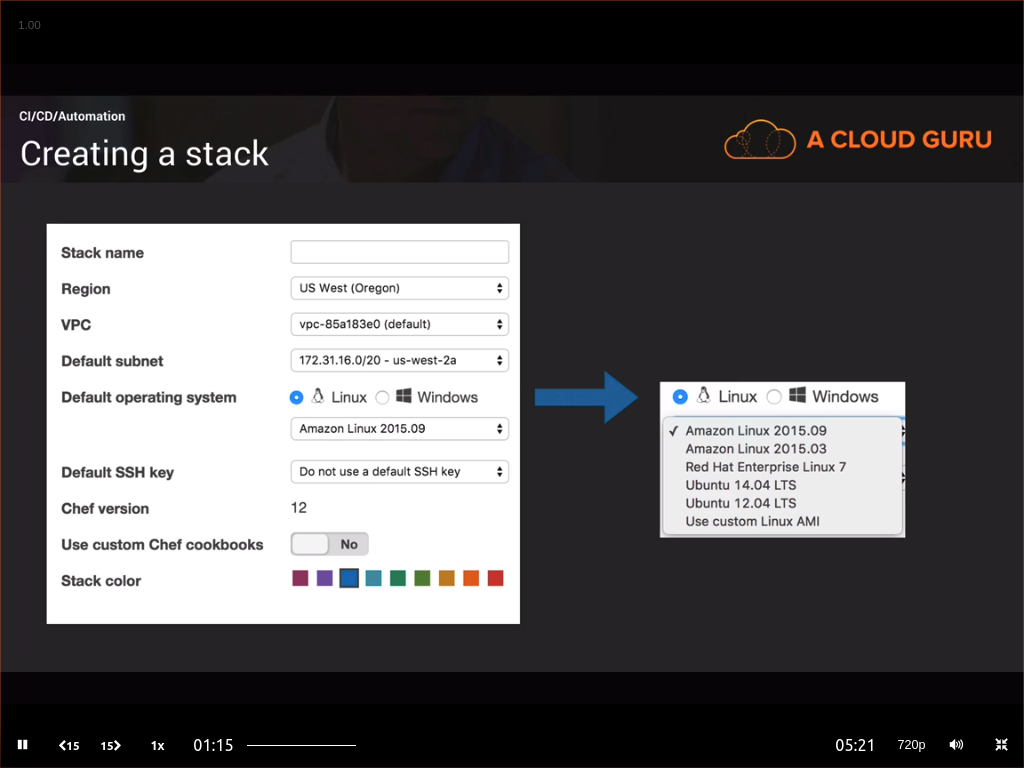 1.00
CI/CD/Automation
Creating a stack
A CLOUD GURU
Stack name
Region
US West (Oregon)
VPC
vpc-85a183e0 (default)
Default subnet
172.31.16.0/20 - us-west-2a
Default operating system
Linux
Windows
Amazon Linux 2015.09
Default SSH key
Do not use a default SSH key
Chef version
12
Use custom Chef cookbooks
No
Stack color
Linux
Windows
Amazon Linux 2015.09
Amazon Linux 2015.03
Red Hat Enterprise Linux 7
Ubuntu 14.04 LTS
Ubuntu 12.04 LTS
Use custom Linux AMI
15
15
1x
01:15
05:21
720p